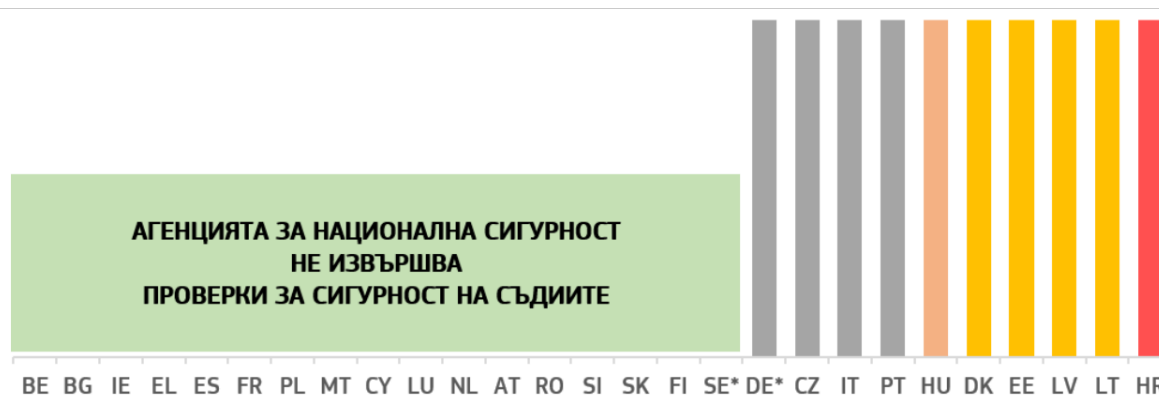 АГЕНЦИЯТА ЗА НАЦИОНАЛНА СИГУРНОСТ
НЕ ИЗВЪРШВА
ПРОВЕРКИ ЗА СИГУРНОСТ НА СЪДИИТЕ
BE BG IE EL ES FR PL MT CY LU NL AT RO SI SK FI SE* DE* CZ IT PT HU DK EE LV LT HR